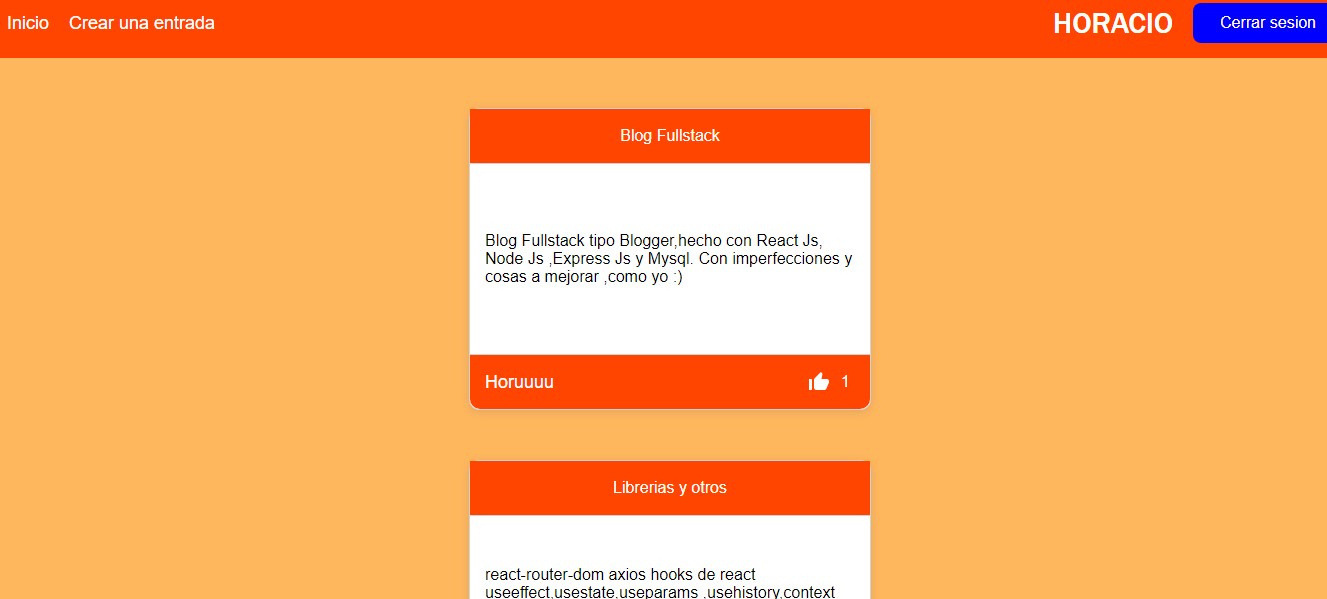 Inicio Crear una entrada HORACIO Cerrar sesion
Blog Fullstack
Blog Fullstack tipo Blogger,hecho con React Js,
Node Js ,Express Js y Mysql. Con imperfecciones y
cosas a mejorar ,como yo :)
Horuuuu 1
Librerias y otros
react-router-dom axios hooks de react
useeffect,usestate,useparams ,usehistory,context